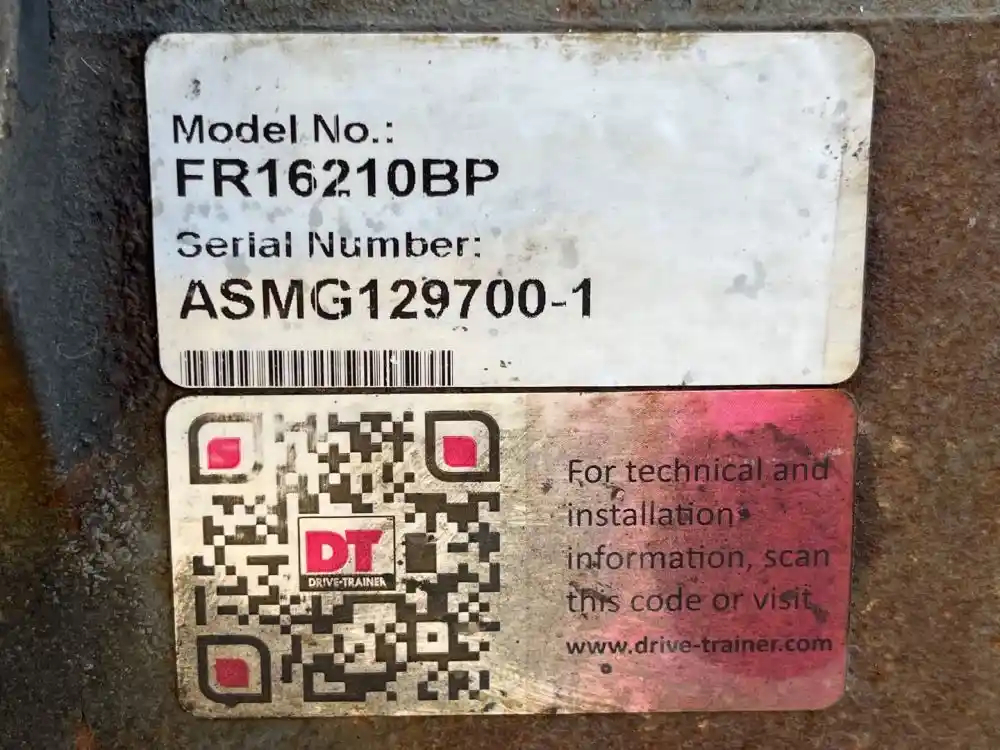 Model No.:
FR16210BP
Serial Number:
ASMG129700-1
DT
DRIVE-TRAINER
For technical and
installation
information, scan
this code or visit
www.drive-trainer.com